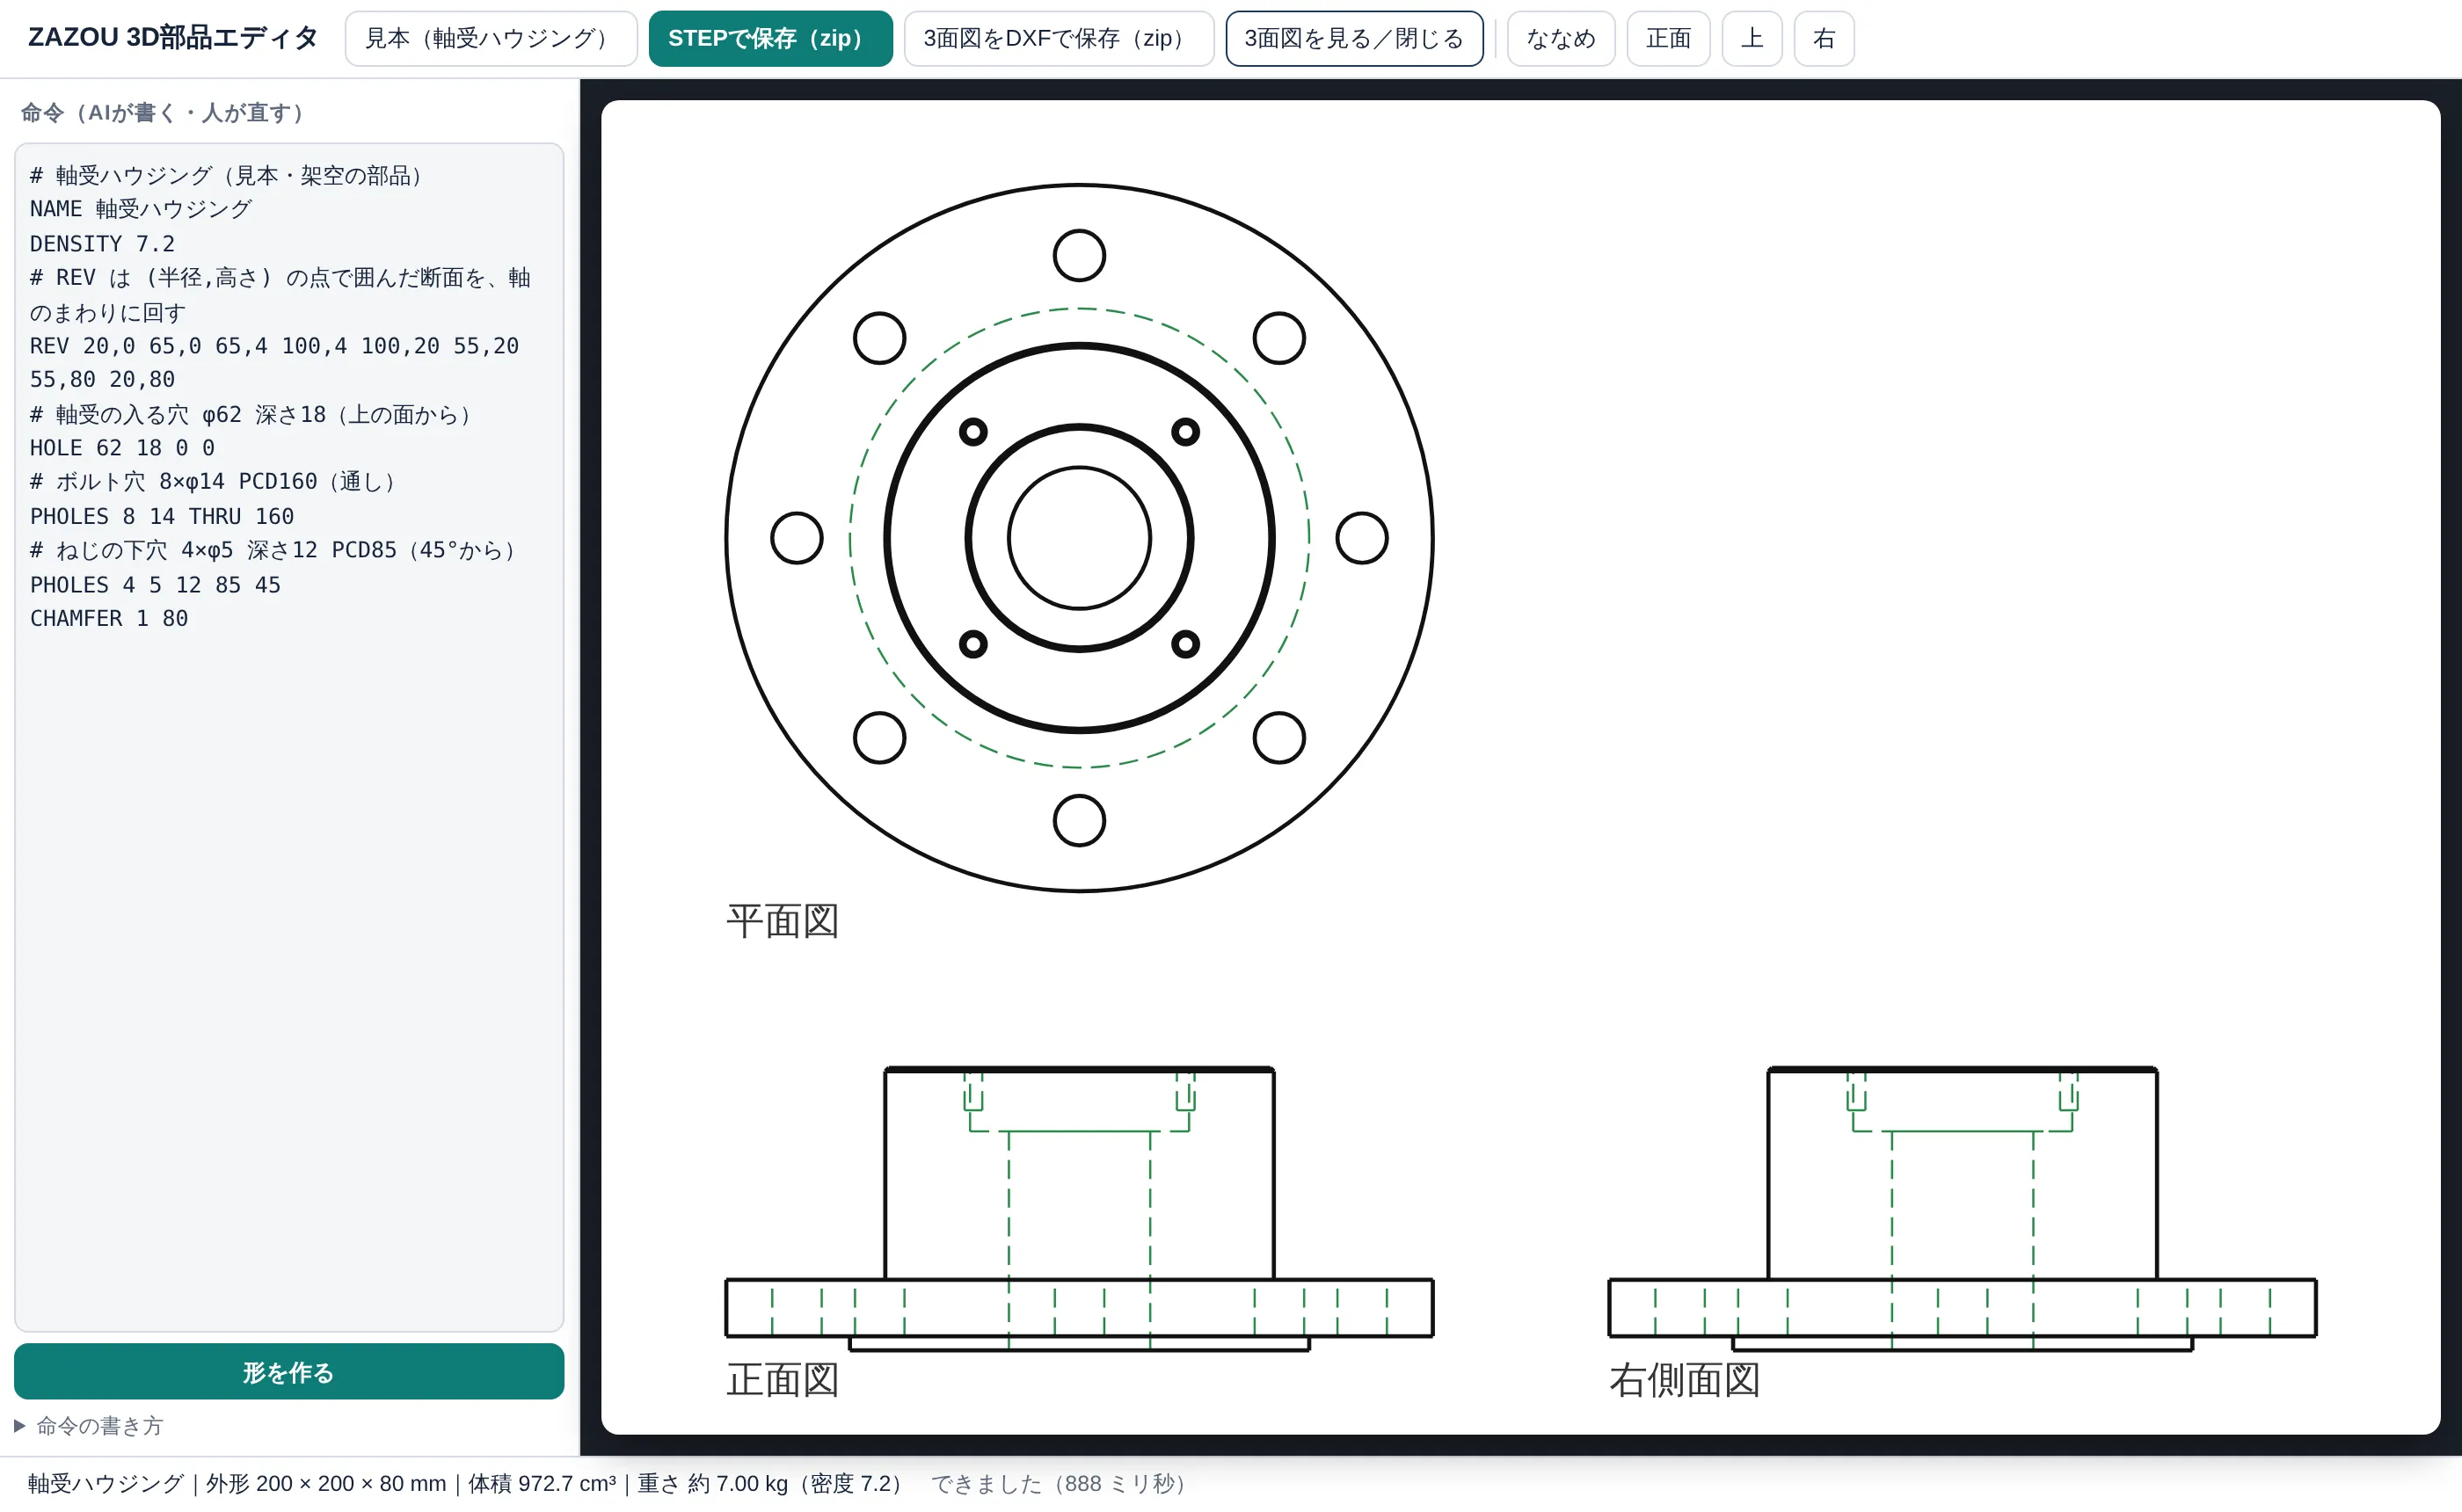 ZAZOU 3D部品エディタ
見本（軸受ハウジング）
STEPで保存（zip）
3面図をDXFで保存（zip）
3面図を見る／閉じる
ななめ
正面
上
右
命令（AIが書く・人が直す）
# 軸受ハウジング（見本・架空の部品）
NAME 軸受ハウジング
DENSITY 7.2
# REV は (半径,高さ) の点で囲んだ断面を、軸
のまわりに回す
REV 20,0 65,0 65,4 100,4 100,20 55,20
55,80 20,80
# 軸受の入る穴 φ62 深さ18（上の面から）
HOLE 62 18 0 0
# ボルト穴 8×φ14 PCD160（通し）
PHOLES 8 14 THRU 160
# ねじの下穴 4×φ5 深さ12 PCD85（45°から）
PHOLES 4 5 12 85 45
CHAMFER 1 80
形を作る
▶ 命令の書き方
平面図
正面図
右側面図
軸受ハウジング｜外形 200 × 200 × 80 mm｜体積 972.7 cm³｜重さ 約 7.00 kg（密度 7.2） できました（888 ミリ秒）